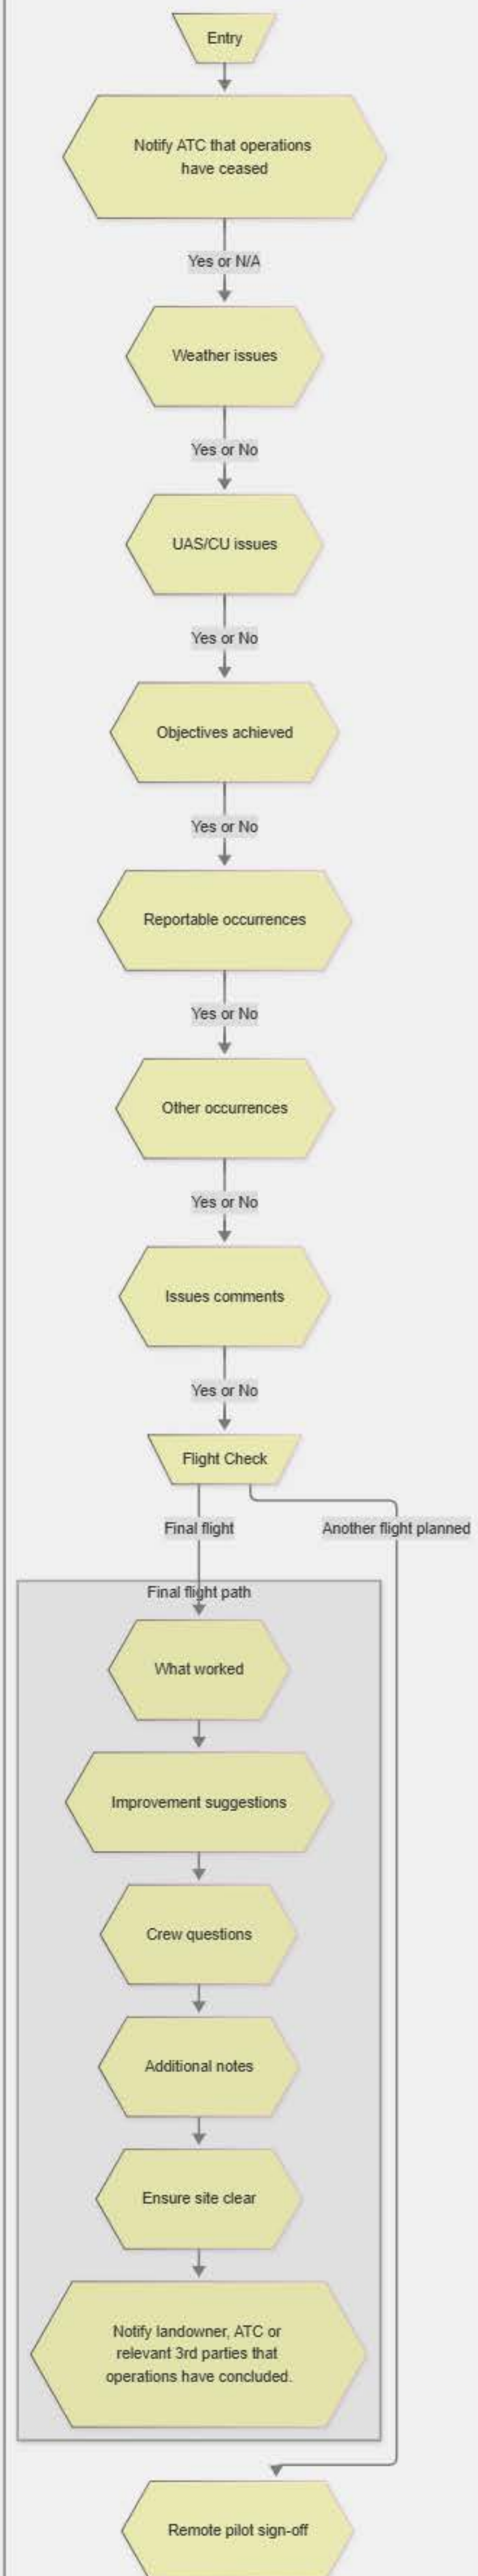 Entry
Notify ATC that operations
have ceased
Yes or N/A
Weather issues
Yes or No
UAS/CU issues
Yes or No
Objectives achieved
Yes or No
Reportable occurrences
Yes or No
Other occurrences
Yes or No
Issues comments
Yes or No
Flight Check
Final flight
Another flight planned
Final flight path
What worked
Improvement suggestions
Crew questions
Additional notes
Ensure site clear
Notify landowner, ATC or
relevant 3rd parties that
operations have concluded.
Remote pilot sign-off